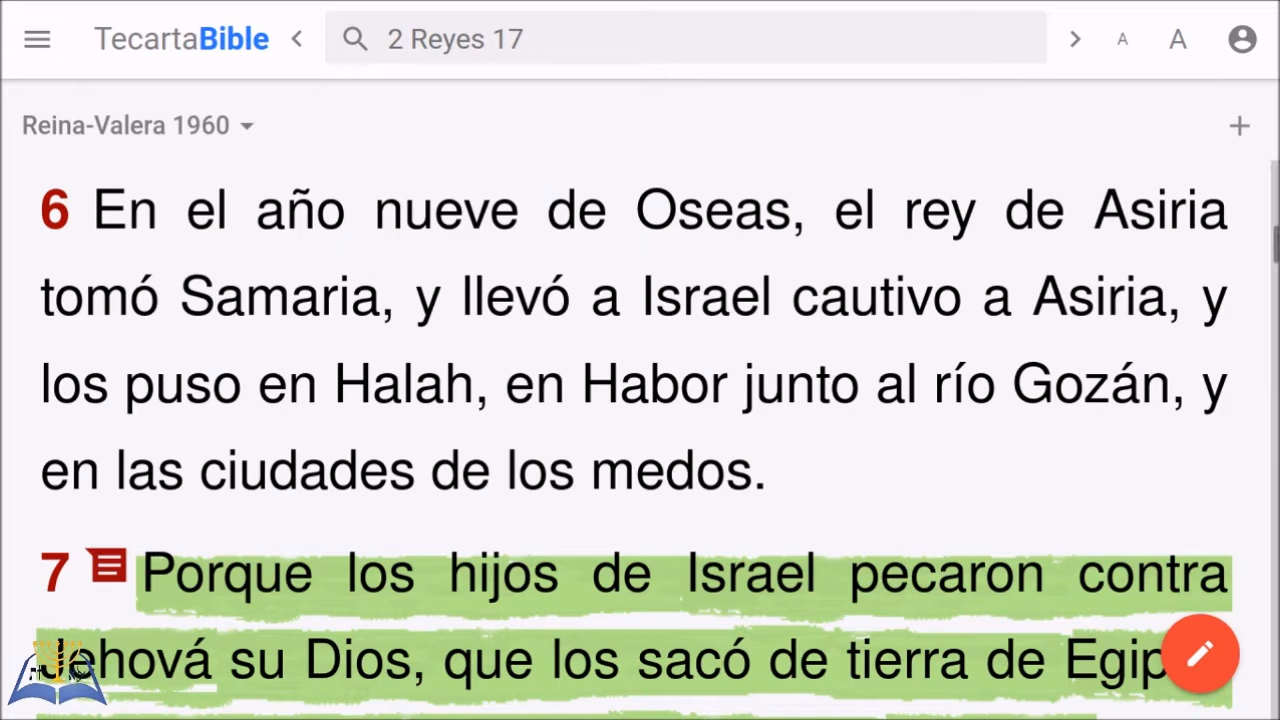 TecartaBible
2 Reyes 17
A A
Reina-Valera 1960
6 En el año nueve de Oseas, el rey de Asiria
tomó Samaria, y llevó a Israel cautivo a Asiria, y
los puso en Halah, en Habor junto al río Gozán, y
en las ciudades de los medos.
7 Porque los hijos de Israel pecaron contra
Jehová su Dios, que los sacó de tierra de Egip